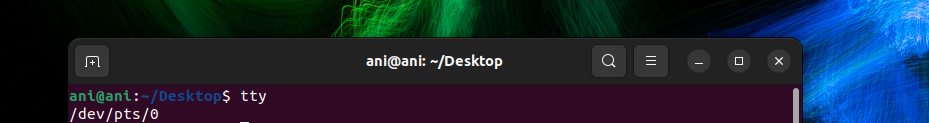 ani@ani: ~/Desktop
ani@ani:~/Desktop$ tty
/dev/pts/0